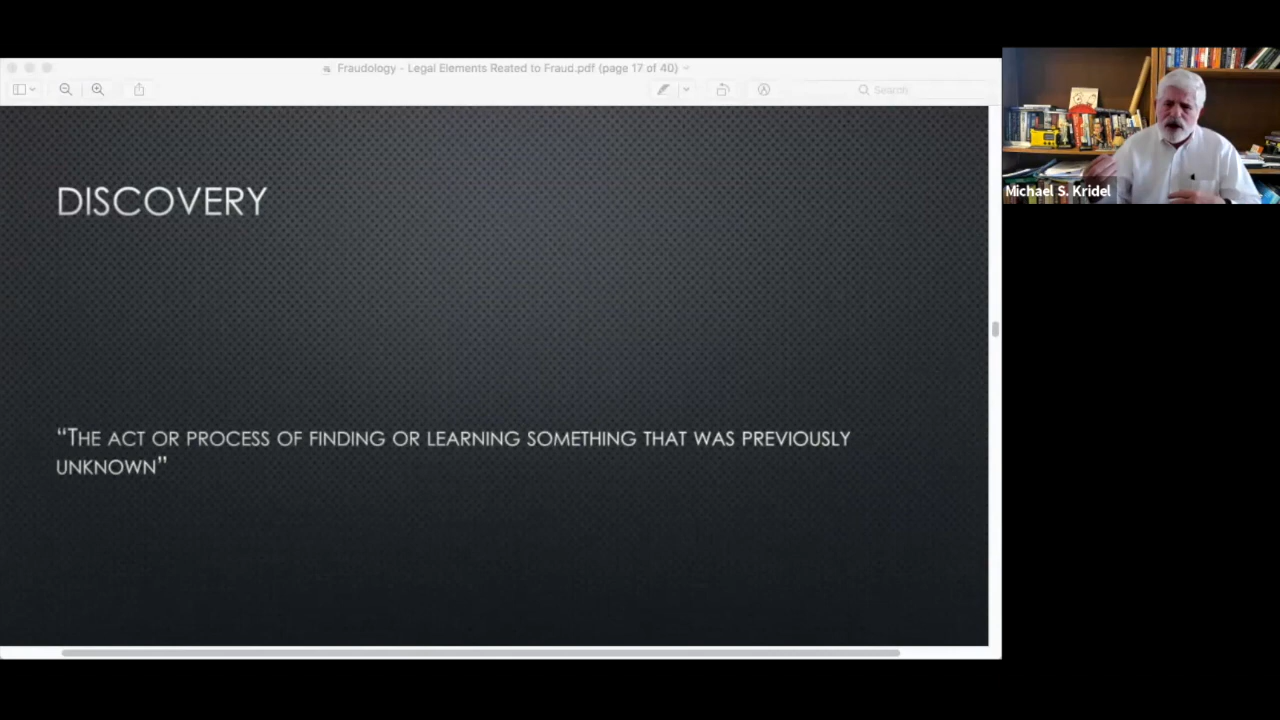 Fraudology - Legal Elements Reated to Fraud.pdf (page 17 of 40)
Search
DISCOVERY
“THE ACT OR PROCESS OF FINDING OR LEARNING SOMETHING THAT WAS PREVIOUSLY
UNKNOWN”
Michael S. Kridel